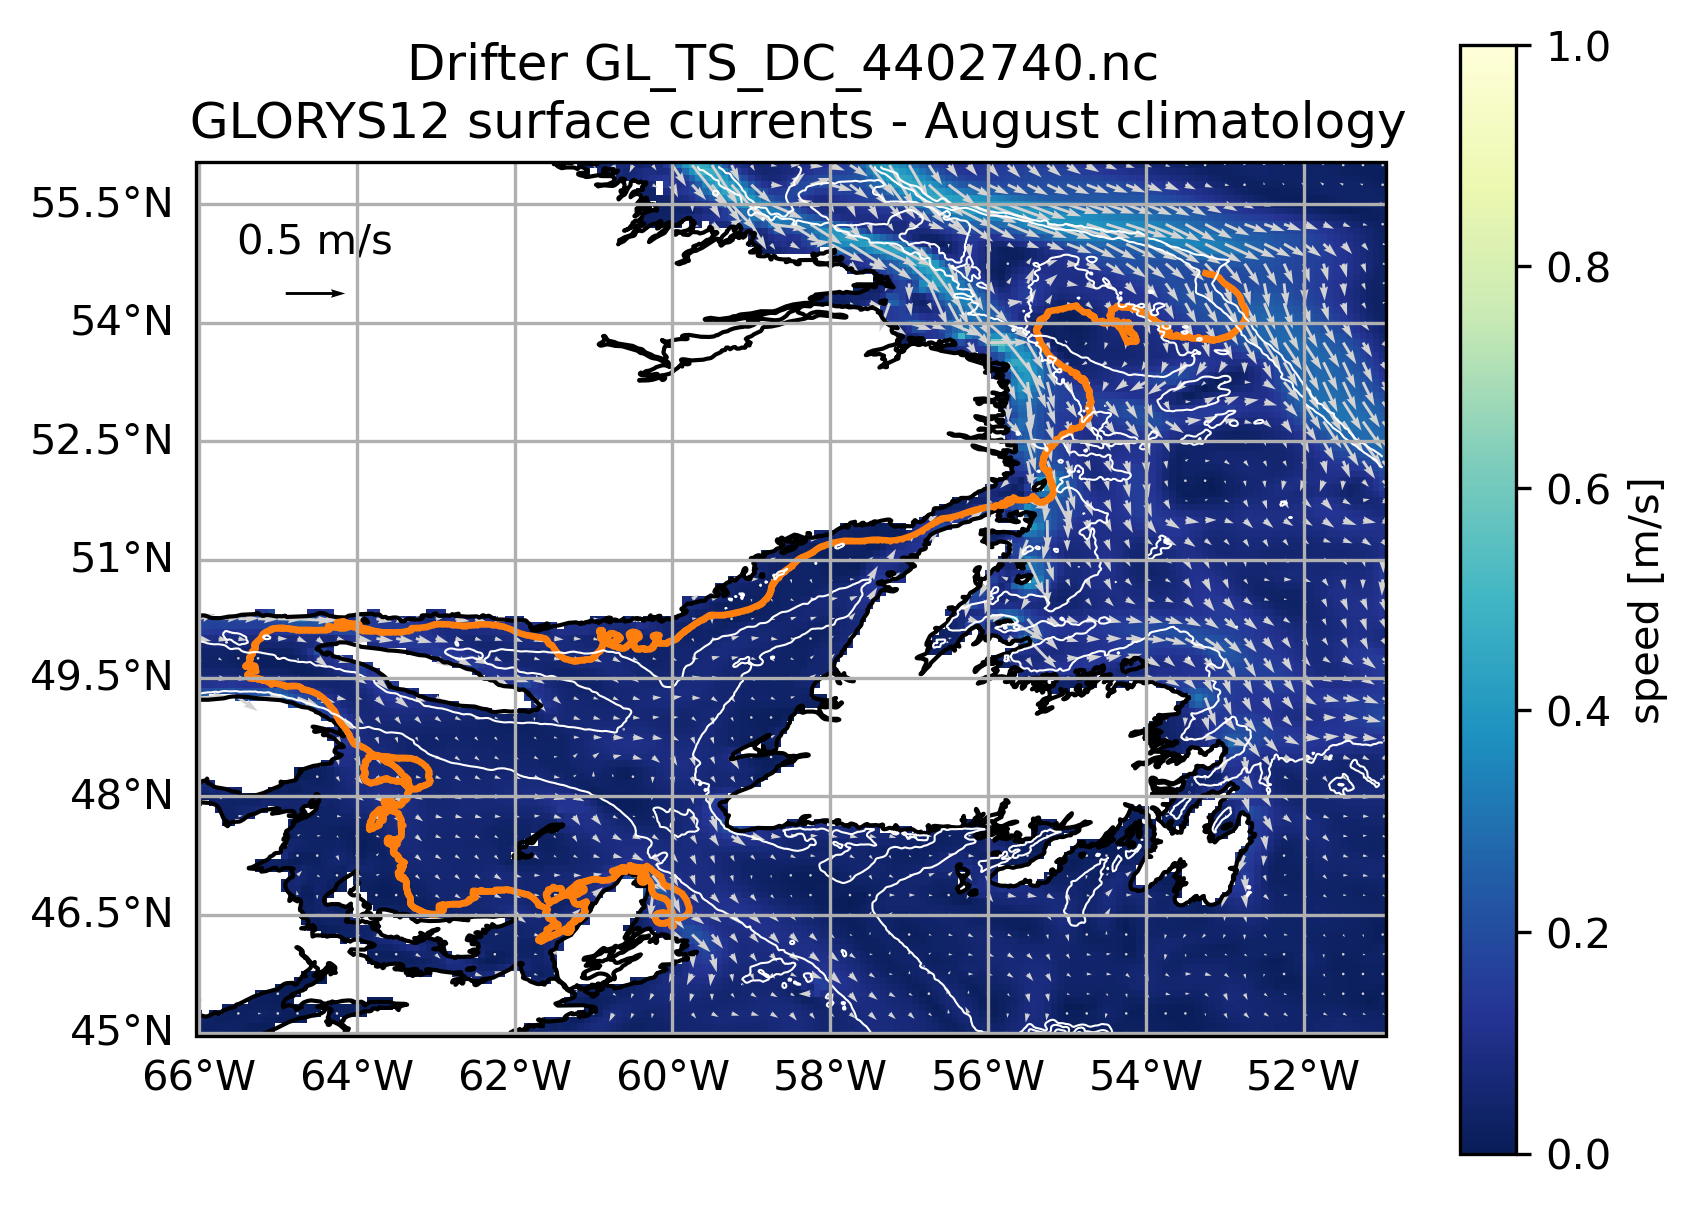 Drifter GL_TS_DC_4402740.nc
GLORYS12 surface currents - August climatology
0.5 m/s
55.5°N
54°N
52.5°N
51°N
49.5°N
48°N
46.5°N
45°N
66°W 64°W 62°W 60°W 58°W 56°W 54°W 52°W
1.0
0.8
0.6
0.4
0.2
0.0
speed [m/s]